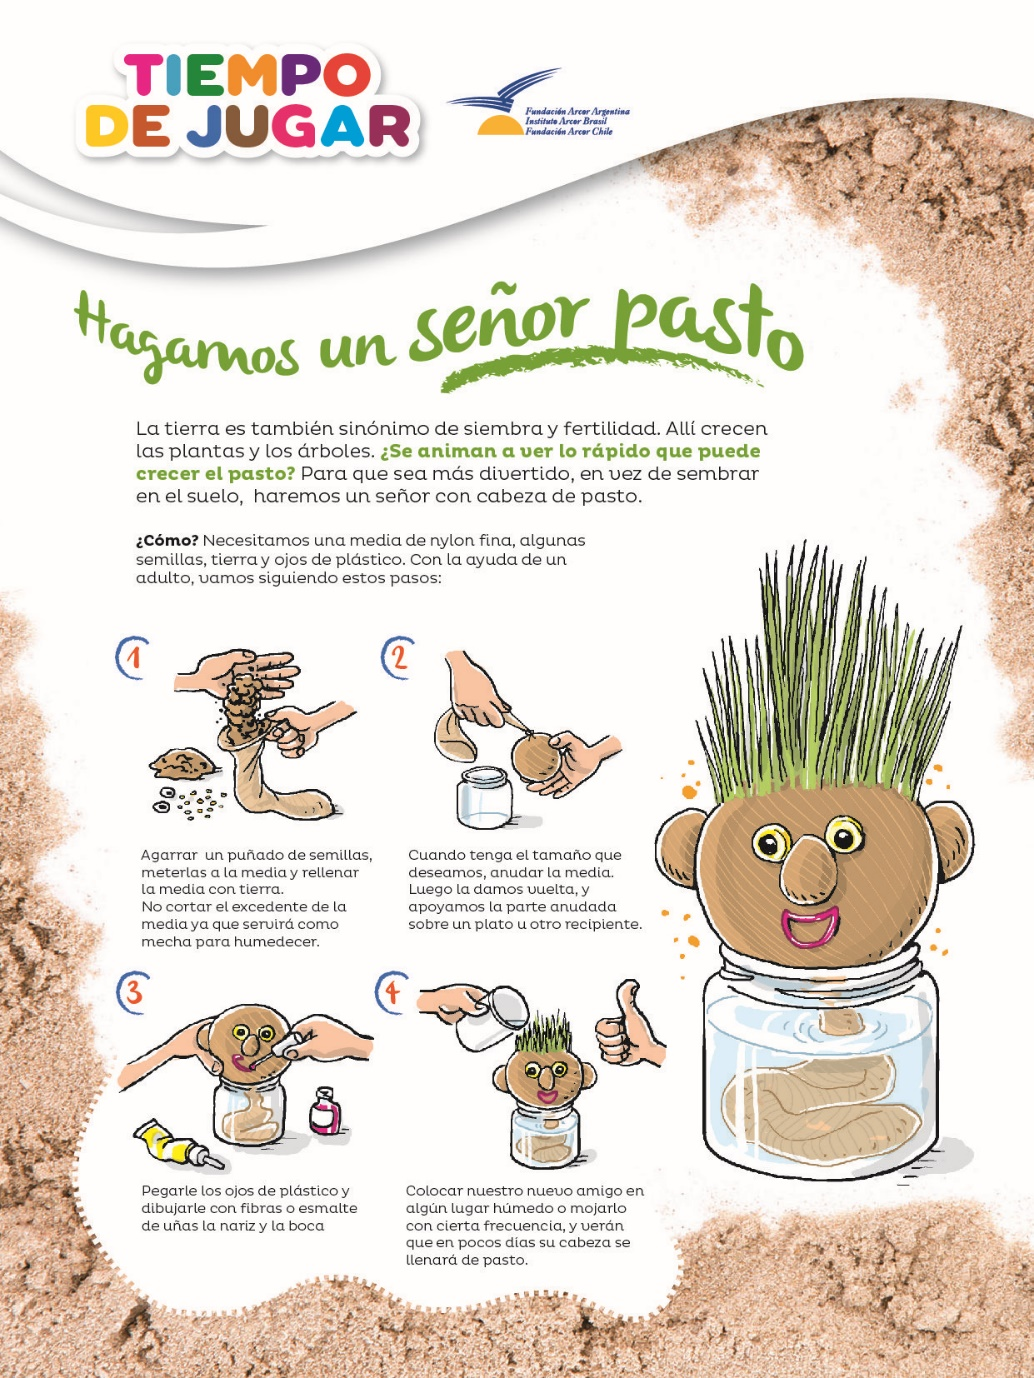 TIEMPO
DE JUGAR
Fundación Arcor Argentina
Instituto Arcor Brasil
Fundación Arcor Chile
Hagamos un señor pasto
La tierra es también sinónimo de siembra y fertilidad. Allí crecen
las plantas y los árboles. ¿Se animan a ver lo rápido que puede
crecer el pasto? Para que sea más divertido, en vez de sembrar
en el suelo, haremos un señor con cabeza de pasto.
¿Cómo? Necesitamos una media de nylon fina, algunas
semillas, tierra y ojos de plástico. Con la ayuda de un
adulto, vamos siguiendo estos pasos:
1
Agarrar un puñado de semillas,
meterlas a la media y rellenar
la media con tierra.
No cortar el excedente de la
media ya que servirá como
mecha para humedecer.
2
Cuando tenga el tamaño que
deseamos, anudar la media.
Luego la damos vuelta, y
apoyamos la parte anudada
sobre un plato u otro recipiente.
3
Pegarle los ojos de plástico y
dibujarle con fibras o esmalte
de uñas la nariz y la boca
4
Colocar nuestro nuevo amigo en
algún lugar húmedo o mojarlo
con cierta frecuencia, y verán
que en pocos días su cabeza se
llenará de pasto.